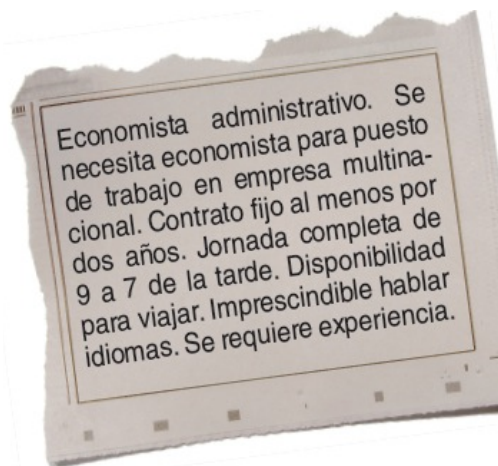 Economista administrativo. Se
necesita economista para puesto
de trabajo en empresa multina-
cional. Contrato fijo al menos por
dos años. Jornada completa de
9 a 7 de la tarde. Disponibilidad
para viajar. Imprescindible hablar
idiomas. Se requiere experiencia.